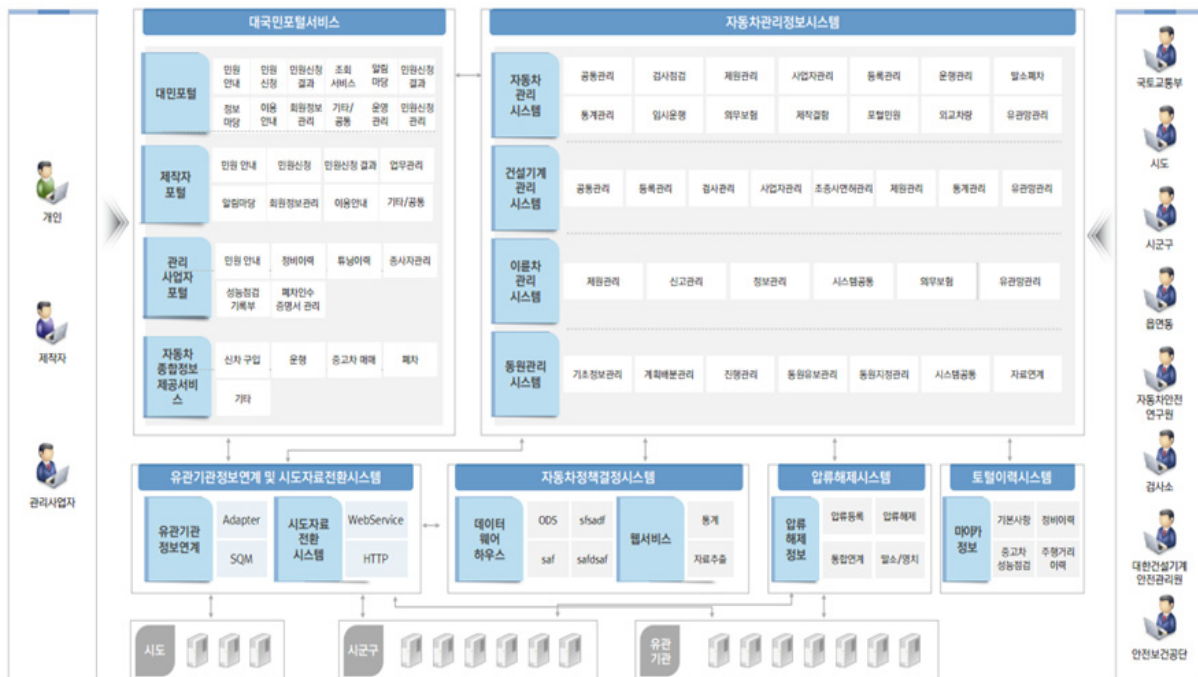 개인
제작자
관리사업자
대국민포털서비스
대민포털
민원
안내
민원
신청
민원신청
결과
조회
서비스
알림
마당
민원신청
결과
정보
마당
이용
안내
회원정보
관리
기타/
공통
운영
관리
민원신청
관리
제작자
포털
민원 안내
민원신청
민원신청 결과
업무관리
알림마당
회원정보관리
이용안내
기타/공통
관리
사업자
포털
민원 안내
정비이력
튜닝이력
종사자관리
성능점검
기록부
폐차인수
증명서 관리
자동차
종합정보
제공서비
스
신차 구입
운행
중고차 매매
폐차
기타
자동차관리정보시스템
자동차
관리
시스템
공통관리
검사점검
제원관리
사업자관리
등록관리
운행관리
말소폐차
통계관리
임시운행
의무보험
제작결함
포털민원
외교차량
유관망관리
건설기계
관리
시스템
공통관리
등록관리
검사관리
사업자관리
조종사면허관리
제원관리
통계관리
유관망관리
이륜차
관리
시스템
제원관리
신고관리
정보관리
시스템공통
의무보험
유관망관리
동원관리
시스템
기초정보관리
계획배분관리
진행관리
동원유보관리
동원지정관리
시스템공통
자료연계
유관기관정보연계 및 시도자료전환시스템
유관기관
정보연계
Adapter
SQM
시도자료
전환
시스템
WebService
HTTP
자동차정책결정시스템
데이터
웨어
하우스
ODS
sfsadf
saf
safdsaf
웹서비스
통계
자료추출
압류해제시스템
압류
해제
정보
압류등록
압류해제
통합연계
말소/명치
토털이력시스템
마이카
정보
기본사항
정비이력
중고차
성능점검
주행거리
이력
시도
시군구
유관
기관
국토교통부
시도
시군구
읍면동
자동차안전
연구원
검사소
대한건설기계
안전관리원
안전보건공단